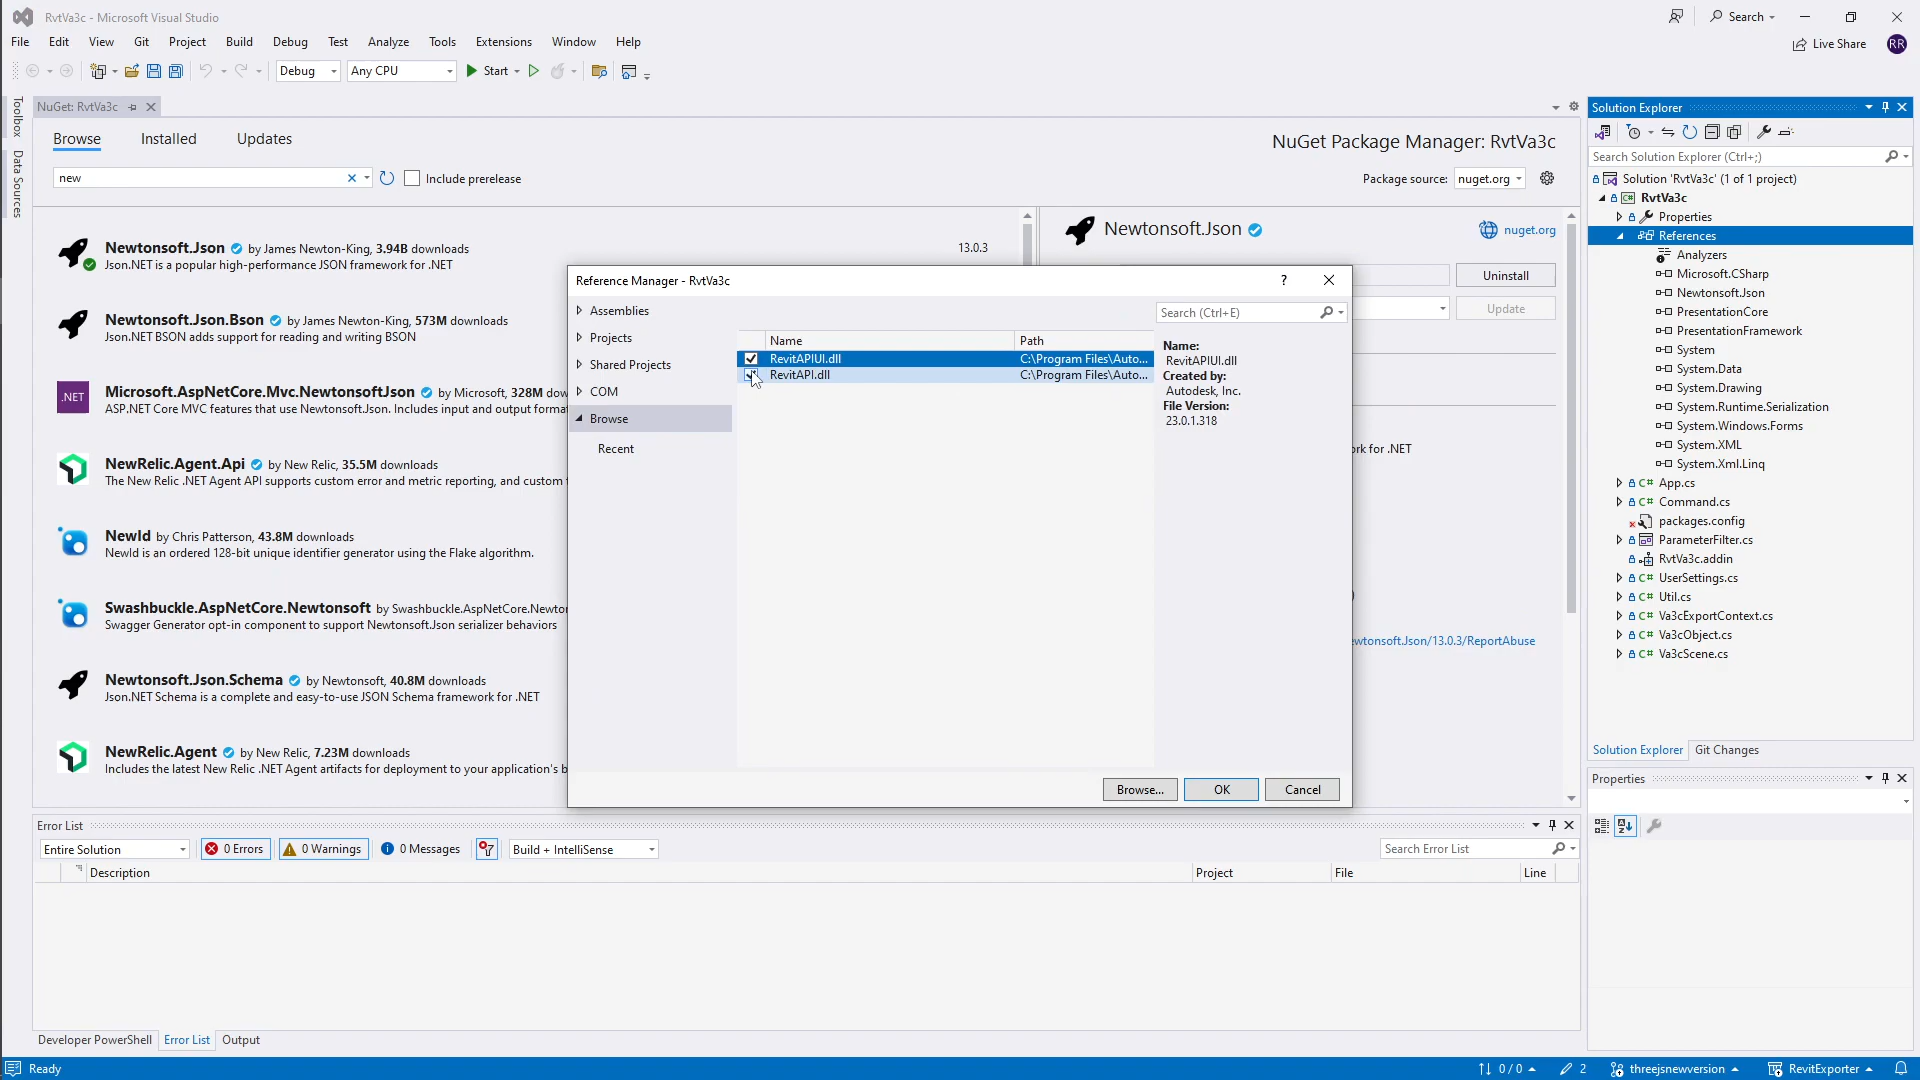 RvtVa3c - Microsoft Visual Studio
Search
File Edit View Git Project Build Debug Test Analyze Tools Extensions Window Help
Live Share RR
Debug Any CPU Start
Toolbox
Data Sources
NuGet: RvtVa3c
Browse Installed Updates
NuGet Package Manager: RvtVa3c
new
Include prerelease
Package source: nuget.org
Newtonsoft.Json by James Newton-King, 3.94B downloads
13.0.3
Json.NET is a popular high-performance JSON framework for .NET
Newtonsoft.Json.Bson by James Newton-King, 573M downloads
Json.NET BSON adds support for reading and writing BSON
.NET
Microsoft.AspNetCore.Mvc.NewtonsoftJson by Microsoft, 328M dow
ASP.NET Core MVC features that use Newtonsoft.Json. Includes input and output forma
NewRelic.Agent.Api by New Relic, 35.5M downloads
The New Relic .NET Agent API supports custom error and metric reporting, and custom
NewId by Chris Patterson, 43.8M downloads
NewId is an ordered 128-bit unique identifier generator using the Flake algorithm.
Swashbuckle.AspNetCore.Newtonsoft by Swashbuckle.AspNetCore.Newto
Swagger Generator opt-in component to support Newtonsoft.Json serializer behaviors
Newtonsoft.Json.Schema by Newtonsoft, 40.8M downloads
Json.NET Schema is a complete and easy-to-use JSON Schema framework for .NET
NewRelic.Agent by New Relic, 7.23M downloads
Includes the latest New Relic .NET Agent artifacts for deployment to your application's b
Newtonsoft.Json
nuget.org
Uninstall
Update
ork for .NET
)
ewtonsoft.Json/13.0.3/ReportAbuse
Reference Manager - RvtVa3c
?
Assemblies
Projects
Shared Projects
COM
Browse
Recent
Search (Ctrl+E)
Name Path
RevitAPIUI.dll C:\Program Files\Auto...
RevitAPI.dll C:\Program Files\Auto...
Name:
RevitAPIUI.dll
Created by:
Autodesk, Inc.
File Version:
23.0.1.318
Browse... OK Cancel
Solution Explorer
Search Solution Explorer (Ctrl+;)
Solution 'RvtVa3c' (1 of 1 project)
C# RvtVa3c
Properties
References
Analyzers
Microsoft.CSharp
Newtonsoft.Json
PresentationCore
PresentationFramework
System
System.Data
System.Drawing
System.Runtime.Serialization
System.Windows.Forms
System.XML
System.Xml.Linq
C# App.cs
C# Command.cs
packages.config
ParameterFilter.cs
RvtVa3c.addin
C# UserSettings.cs
C# Util.cs
C# Va3cExportContext.cs
C# Va3cObject.cs
C# Va3cScene.cs
Solution Explorer Git Changes
Properties
Error List
Entire Solution 0 Errors 0 Warnings 0 Messages Build + IntelliSense
Search Error List
Description Project File Line
Developer PowerShell Error List Output
Ready
0 / 0 2 threejsnewversion RevitExporter